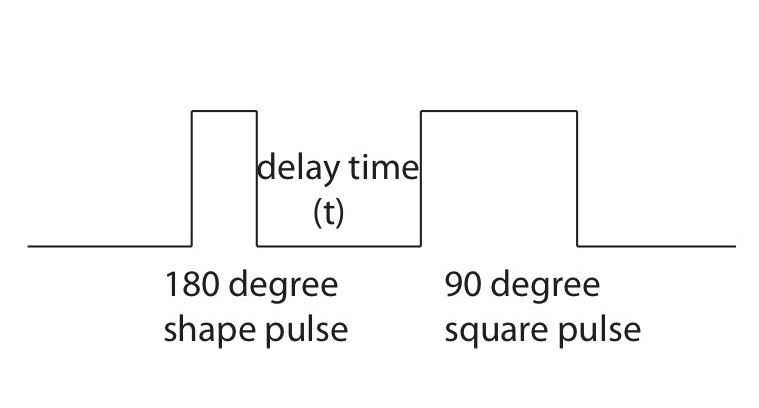 delay time
(t)
180 degree
shape pulse
90 degree
square pulse